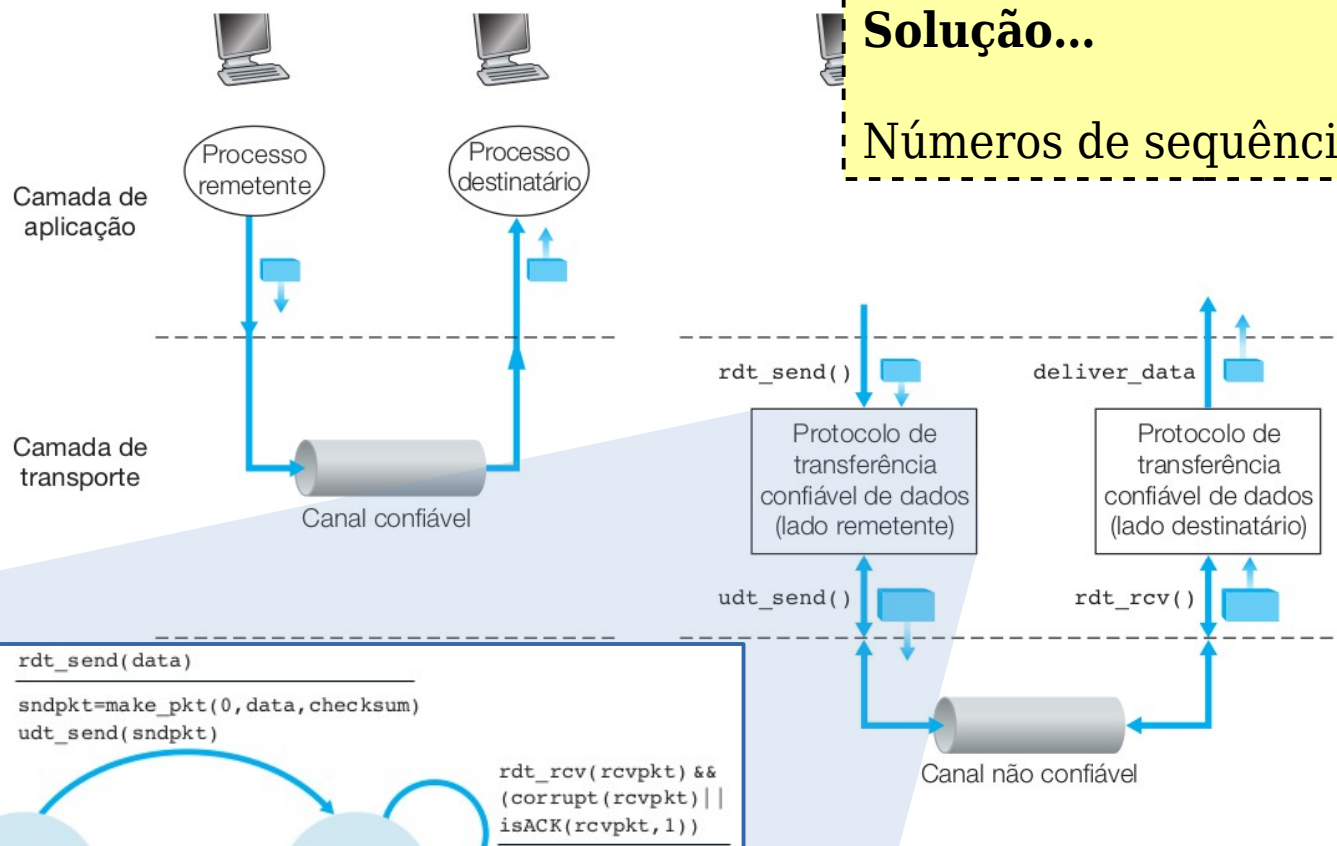 Solução...
Números de sequênci
Processo
remetente
Processo
destinatário
Camada de
aplicação
Camada de
transporte
Canal confiável
rdt_send()
deliver_data
Protocolo de
transferência
confiável de dados
(lado remetente)
Protocolo de
transferência
confiável de dados
(lado destinatário)
udt_send()
rdt_rcv()
Canal não confiável
rdt_send(data)
sndpkt=make_pkt(0,data,checksum)
udt_send(sndpkt)
rdt_rcv(rcvpkt) &&
(corrupt(rcvpkt)||
isACK(rcvpkt,1))